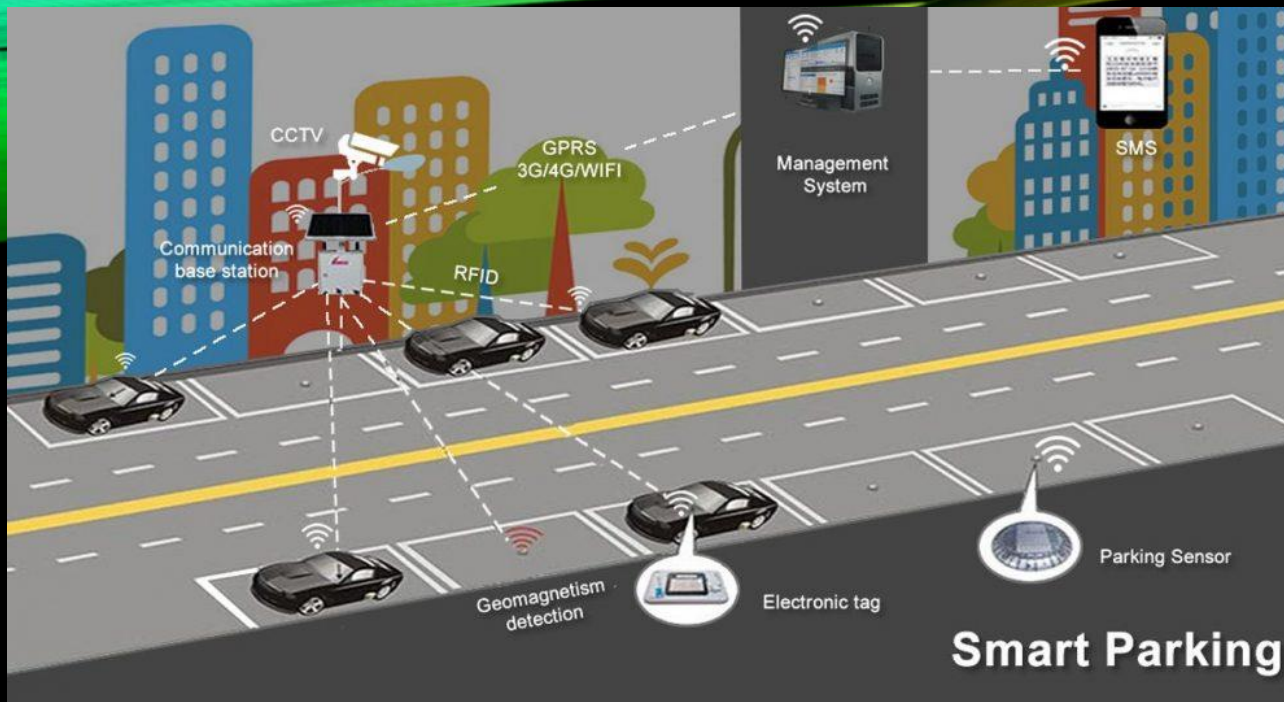 CCTV
GPRS
3G/4G/WIFI
Management
System
SMS
Communication
base station
RFID
Geomagnetism
detection
Electronic tag
Parking Sensor
Smart Parking